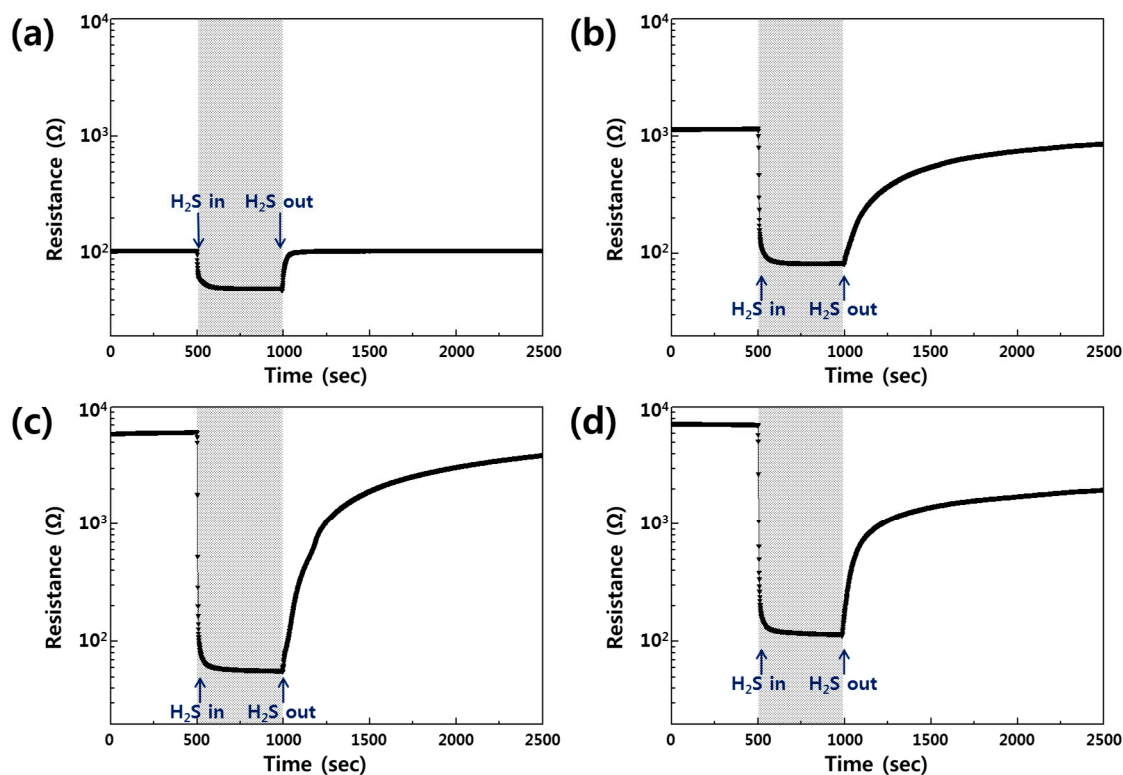 (a)
10⁴
10³
10²
Resistance (Ω)
H₂S in
H₂S out
0 500 1000 1500 2000 2500
Time (sec)
(b)
10⁴
10³
10²
Resistance (Ω)
H₂S in
H₂S out
0 500 1000 1500 2000 2500
Time (sec)
(c)
10⁴
10³
10²
Resistance (Ω)
H₂S in
H₂S out
0 500 1000 1500 2000 2500
Time (sec)
(d)
10⁴
10³
10²
Resistance (Ω)
H₂S in
H₂S out
0 500 1000 1500 2000 2500
Time (sec)